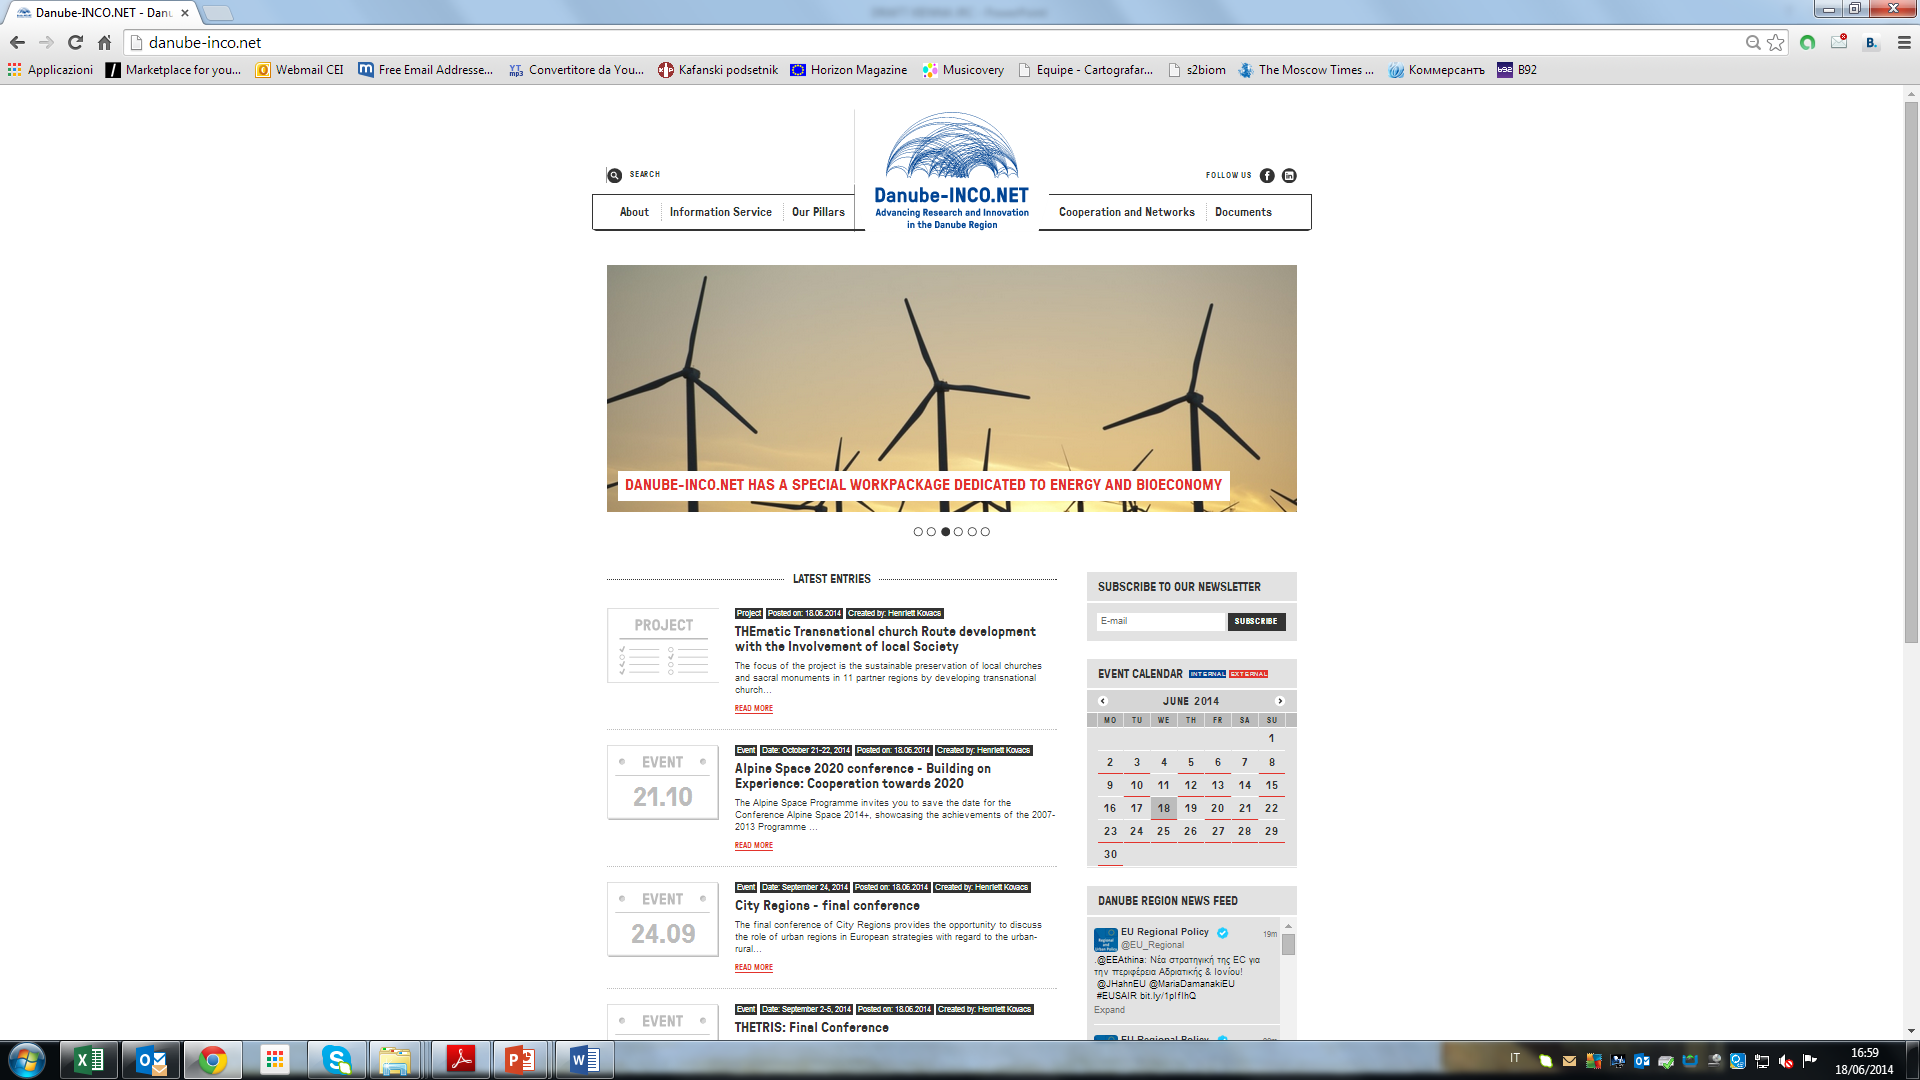 Danube-INCO.NET - Danu
danube-inco.net
Applicazioni
Marketplace for you...
Webmail CEI
Free Email Addresse...
Convertitore da You...
Kafanski podsetnik
Horizon Magazine
Musicovery
Equipe - Cartografar...
s2biom
The Moscow Times ...
Коммерсантъ
B92
SEARCH
FOLLOW US
About
Information Service
Our Pillars
Danube-INCO.NET
Advancing Research and Innovation
in the Danube Region
Cooperation and Networks
Documents
DANUBE-INCO.NET HAS A SPECIAL WORKPACKAGE DEDICATED TO ENERGY AND BIOECONOMY
LATEST ENTRIES
PROJECT
Project Posted on: 18.06.2014 Created by: Henriett Kovacs
THEmatic Transnational church Route development
with the Involvement of local Society
The focus of the project is the sustainable preservation of local churches
and sacral monuments in 11 partner regions by developing transnational
church...
READ MORE
EVENT
21.10
Event Date: October 21-22, 2014 Posted on: 18.06.2014 Created by: Henriett Kovacs
Alpine Space 2020 conference - Building on
Experience: Cooperation towards 2020
The Alpine Space Programme invites you to save the date for the
Conference Alpine Space 2014+, showcasing the achievements of the 2007-
2013 Programme ...
READ MORE
EVENT
24.09
Event Date: September 24, 2014 Posted on: 18.06.2014 Created by: Henriett Kovacs
City Regions - final conference
The final conference of City Regions provides the opportunity to discuss
the role of urban regions in European strategies with regard to the urban-
rural...
READ MORE
EVENT
Event Date: September 2-5, 2014 Posted on: 18.06.2014 Created by: Henriett Kovacs
THETRIS: Final Conference
SUBSCRIBE TO OUR NEWSLETTER
E-mail
SUBSCRIBE
EVENT CALENDAR INTERNAL EXTERNAL
JUNE 2014
MO TU WE TH FR SA SU
1
2 3 4 5 6 7 8
9 10 11 12 13 14 15
16 17 18 19 20 21 22
23 24 25 26 27 28 29
30
DANUBE REGION NEWS FEED
EU Regional Policy 19m
@EU_Regional
.@EEAthina: Νέα στρατηγική της ΕC για
την περιφέρεια Αδριατικής & Ιονίου!
@JHahnEU @MariaDamanakiEU
#EUSAIR bit.ly/1pIfIhQ
Expand
EU Regional Policy
IT
16:59
18/06/2014